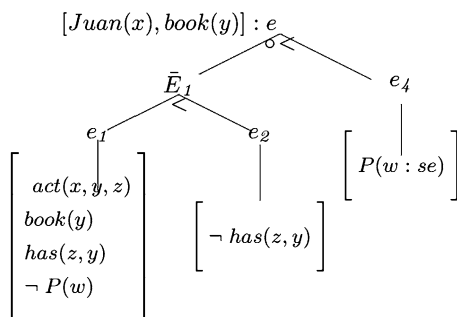 [Juan(x), book(y)] : e
∘<
Ē₁ e₄
<
e₁ e₂
P(w : se)
act(x, y, z)
book(y)
¬ has(z, y)
has(z, y)
¬ P(w)